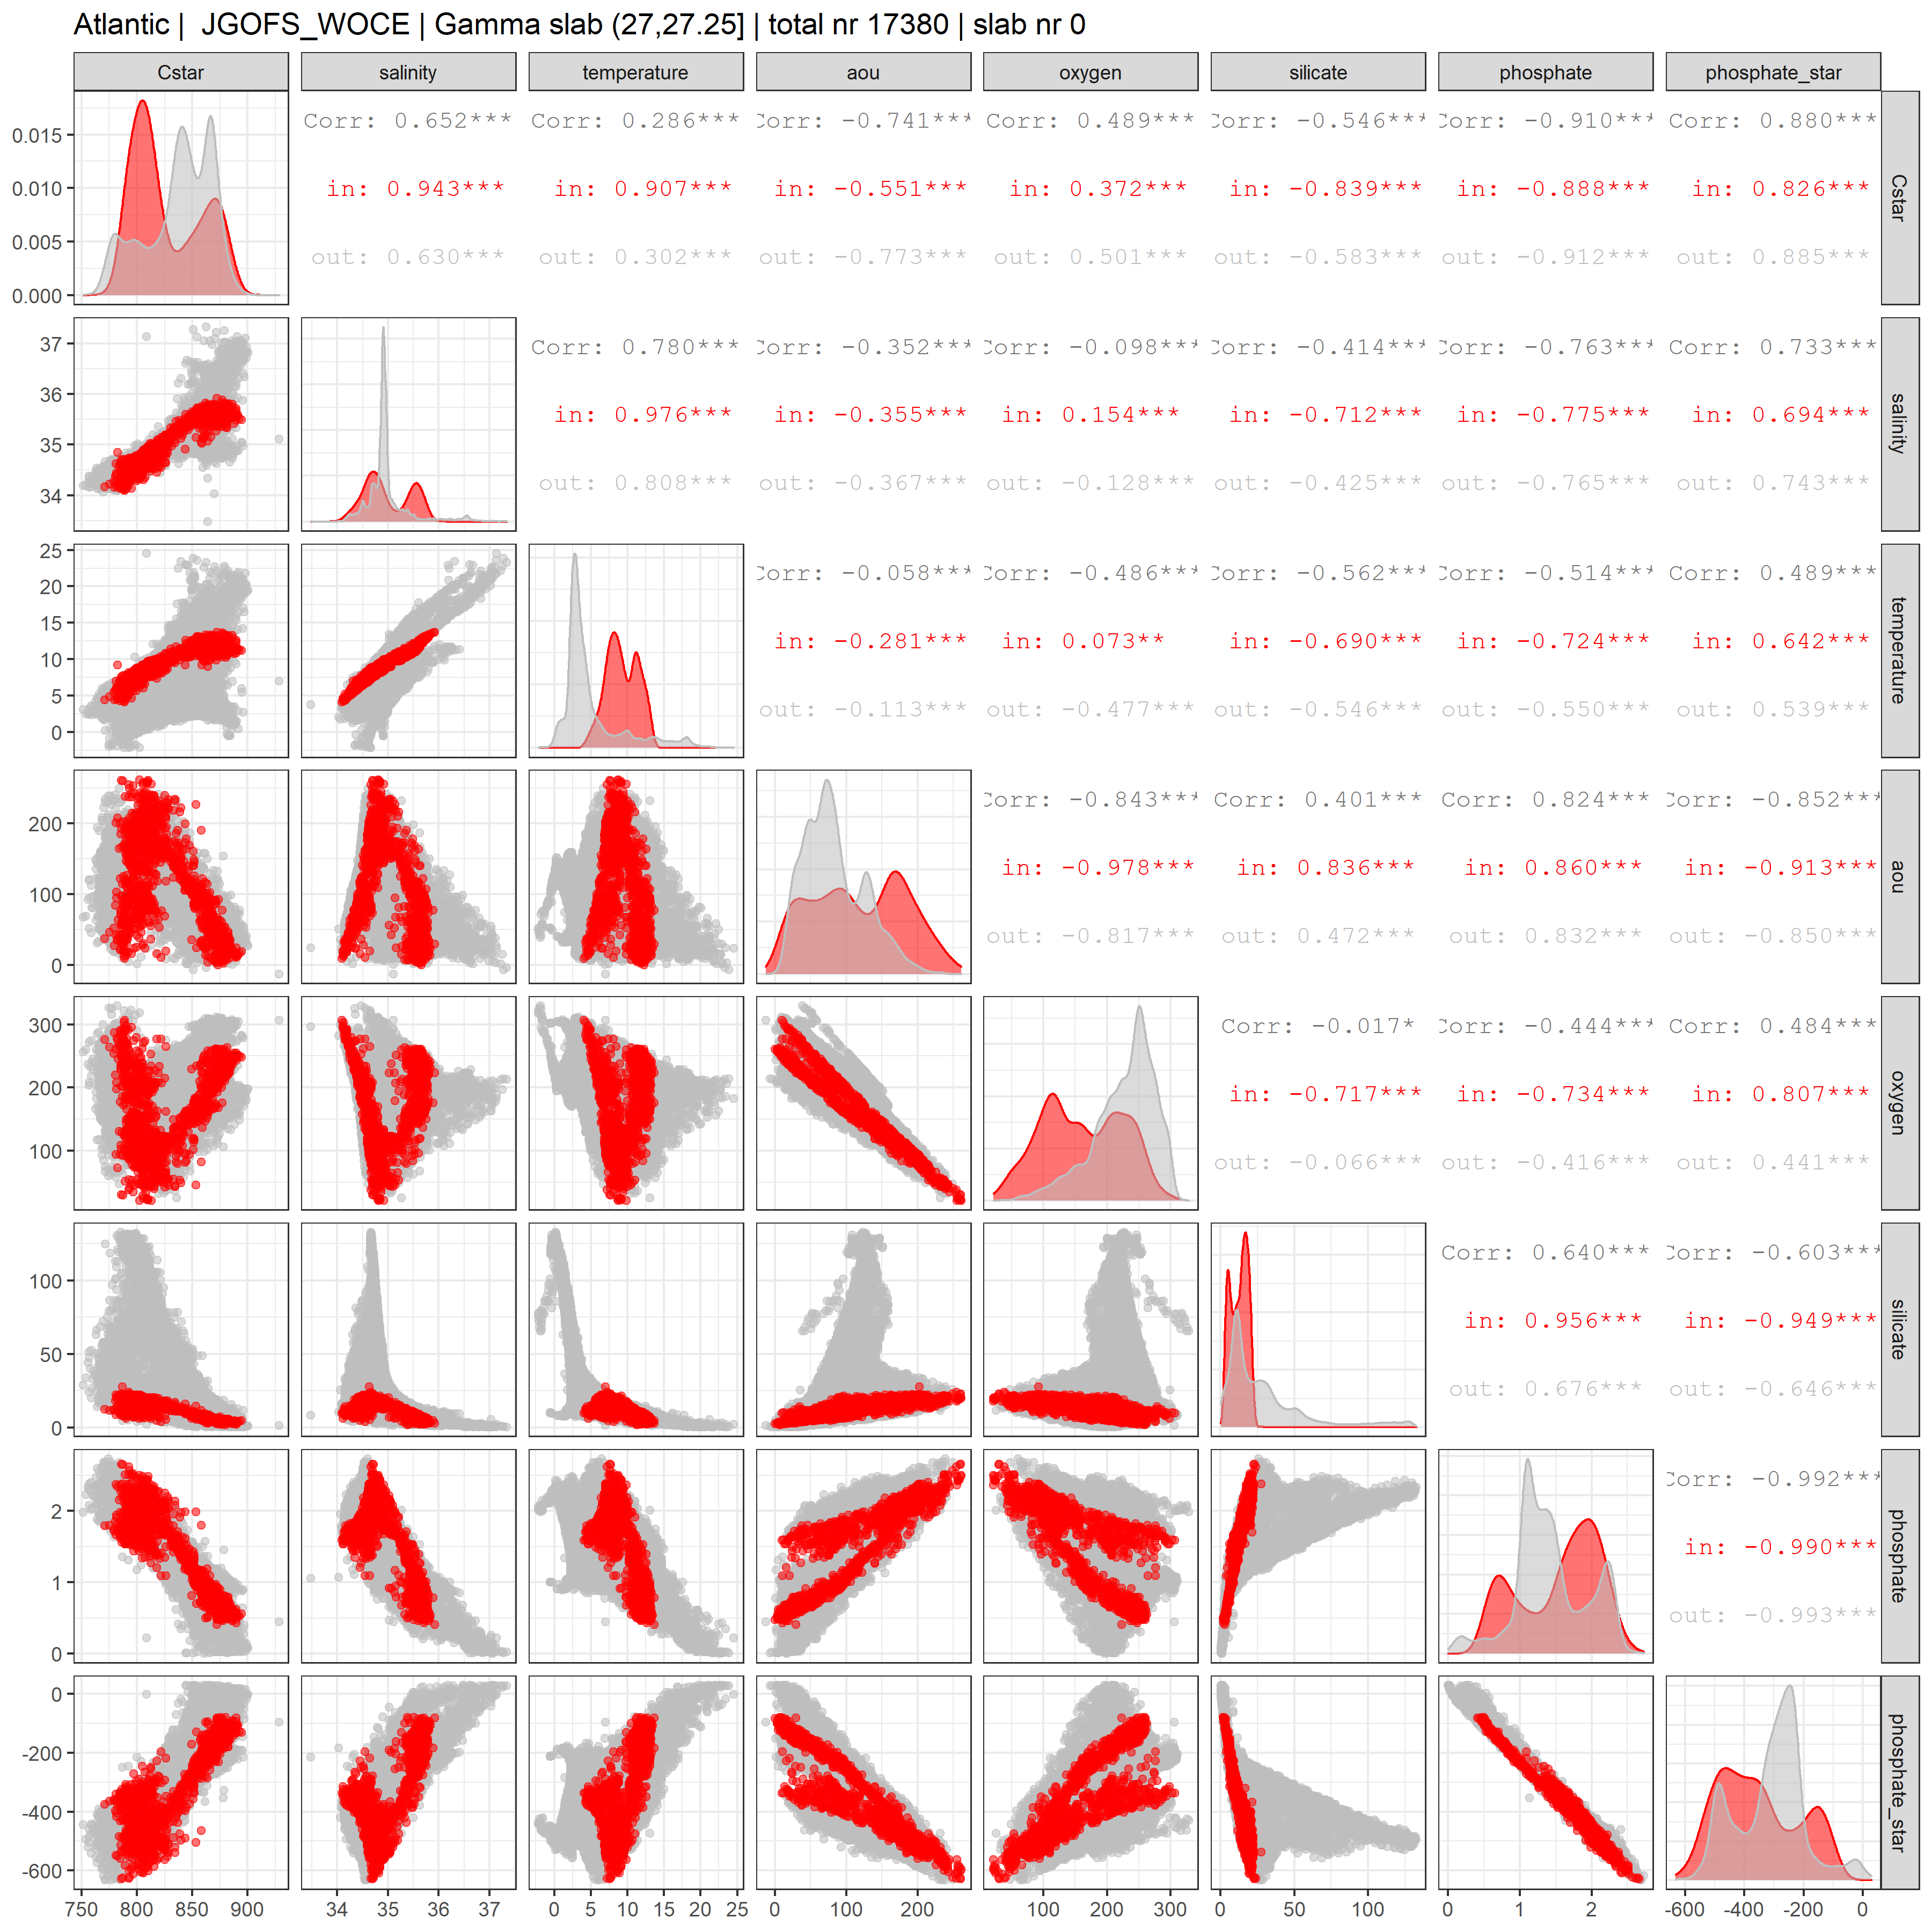 Atlantic |  JGOFS_WOCE | Gamma slab (27,27.25] | total nr 17380 | slab nr 0
Cstar salinity temperature aou oxygen silicate phosphate phosphate_star
0.015 Corr: 0.652*** Corr: 0.286*** Corr: -0.741*** Corr: 0.489*** Corr: -0.546*** Corr: -0.910*** Corr: 0.880***
0.010 in: 0.943*** in: 0.907*** in: -0.551*** in: 0.372*** in: -0.839*** in: -0.888*** in: 0.826*** Cstar
0.005 out: 0.630*** out: 0.302*** out: -0.773*** out: 0.501*** out: -0.583*** out: -0.912*** out: 0.885***
0.000
37 Corr: 0.780*** Corr: -0.352*** Corr: -0.098*** Corr: -0.414*** Corr: -0.763*** Corr: 0.733***
36 in: 0.976*** in: -0.355*** in: 0.154*** in: -0.712*** in: -0.775*** in: 0.694*** salinity
35 out: 0.808*** out: -0.367*** out: -0.128*** out: -0.425*** out: -0.765*** out: 0.743***
34
25 Corr: -0.058*** Corr: -0.486*** Corr: -0.562*** Corr: -0.514*** Corr: 0.489***
20
15 in: -0.281*** in: 0.073** in: -0.690*** in: -0.724*** in: 0.642*** temperature
10
5 out: -0.113*** out: -0.477*** out: -0.546*** out: -0.550*** out: 0.539***
0
200 Corr: -0.843*** Corr: 0.401*** Corr: 0.824*** Corr: -0.852***
100 in: -0.978*** in: 0.836*** in: 0.860*** in: -0.913*** aou
0 out: -0.817*** out: 0.472*** out: 0.832*** out: -0.850***
300 Corr: -0.017* Corr: -0.444*** Corr: 0.484***
200 in: -0.717*** in: -0.734*** in: 0.807*** oxygen
100 out: -0.066*** out: -0.416*** out: 0.441***
100 Corr: 0.640*** Corr: -0.603***
50 in: 0.956*** in: -0.949*** silicate
0 out: 0.676*** out: -0.646***
2 Corr: -0.992***
1 in: -0.990*** phosphate
0 out: -0.993***
0
-200
-400 phosphate_star
-600
750 800 850 900 34 35 36 37 0 5 10 15 20 25 0 100 200 100 200 300 0 50 100 0 1 2 -600 -400 -200 0